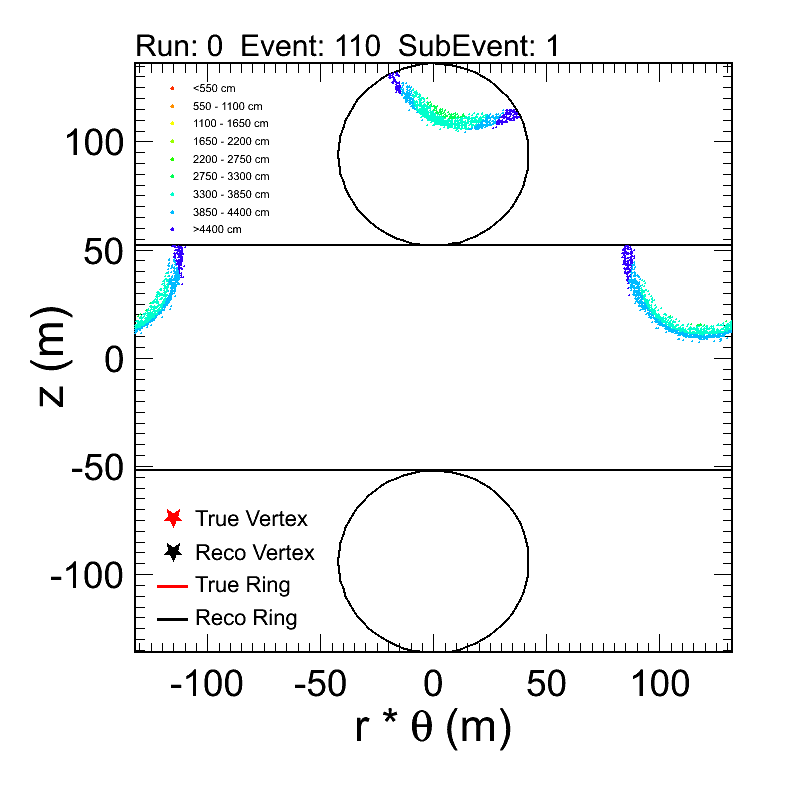 Run: 0 Event: 110 SubEvent: 1
<550 cm
550 - 1100 cm
1100 - 1650 cm
1650 - 2200 cm
2200 - 2750 cm
2750 - 3300 cm
3300 - 3850 cm
3850 - 4400 cm
>4400 cm
100
50
0
-50
-100
z (m)
True Vertex
Reco Vertex
True Ring
Reco Ring
-100 -50 0 50 100
r * θ (m)